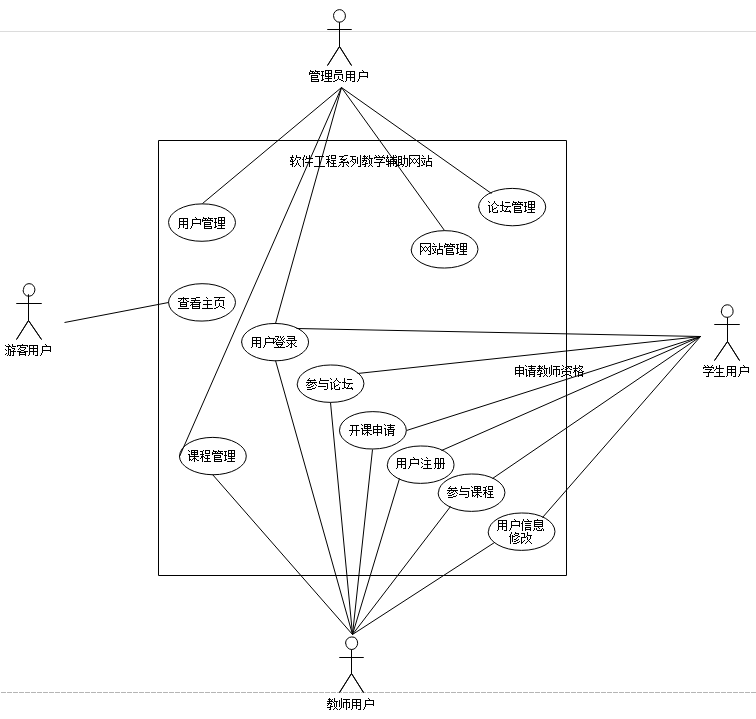 管理员用户
软件工程系列教学辅助网站
用户管理
论坛管理
网站管理
查看主页
游客用户
用户登录
学生用户
申请教师资格
参与论坛
开课申请
课程管理
用户注册
参与课程
用户信息
修改
教师用户